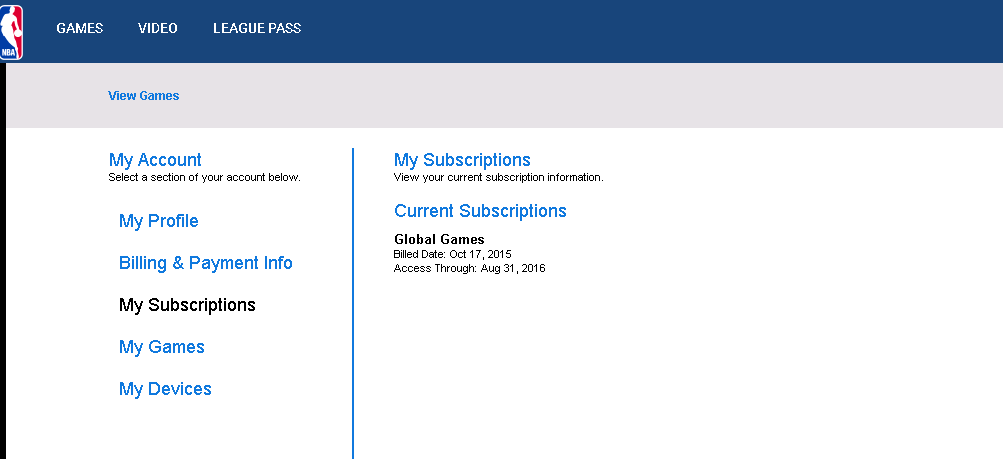 NBA
GAMES
VIDEO
LEAGUE PASS
View Games
My Account
Select a section of your account below.
My Profile
Billing & Payment Info
My Subscriptions
My Games
My Devices
My Subscriptions
View your current subscription information.
Current Subscriptions
Global Games
Billed Date: Oct 17, 2015
Access Through: Aug 31, 2016